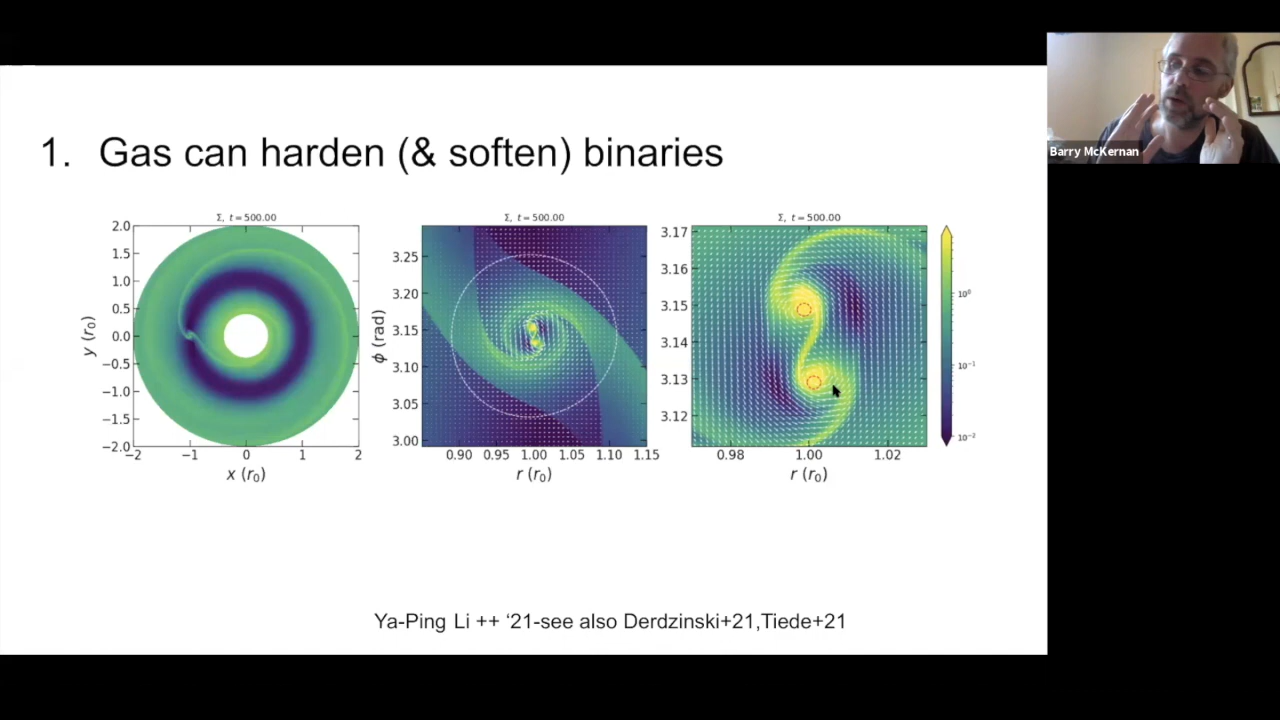 1. Gas can harden (& soften) binaries
Barry McKernan
Σ, t = 500.00
Σ, t = 500.00
Σ, t = 500.00
2.0
1.5
1.0
0.5
0.0
−0.5
−1.0
−1.5
−2.0
y (r₀)
−2 −1 0 1 2
x (r₀)
3.25
3.20
3.15
3.10
3.05
3.00
ϕ (rad)
0.90 0.95 1.00 1.05 1.10 1.15
r (r₀)
3.17
3.16
3.15
3.14
3.13
3.12
0.98 1.00 1.02
r (r₀)
10⁰
10⁻¹
10⁻²
Ya-Ping Li ++ ‘21-see also Derdzinski+21,Tiede+21